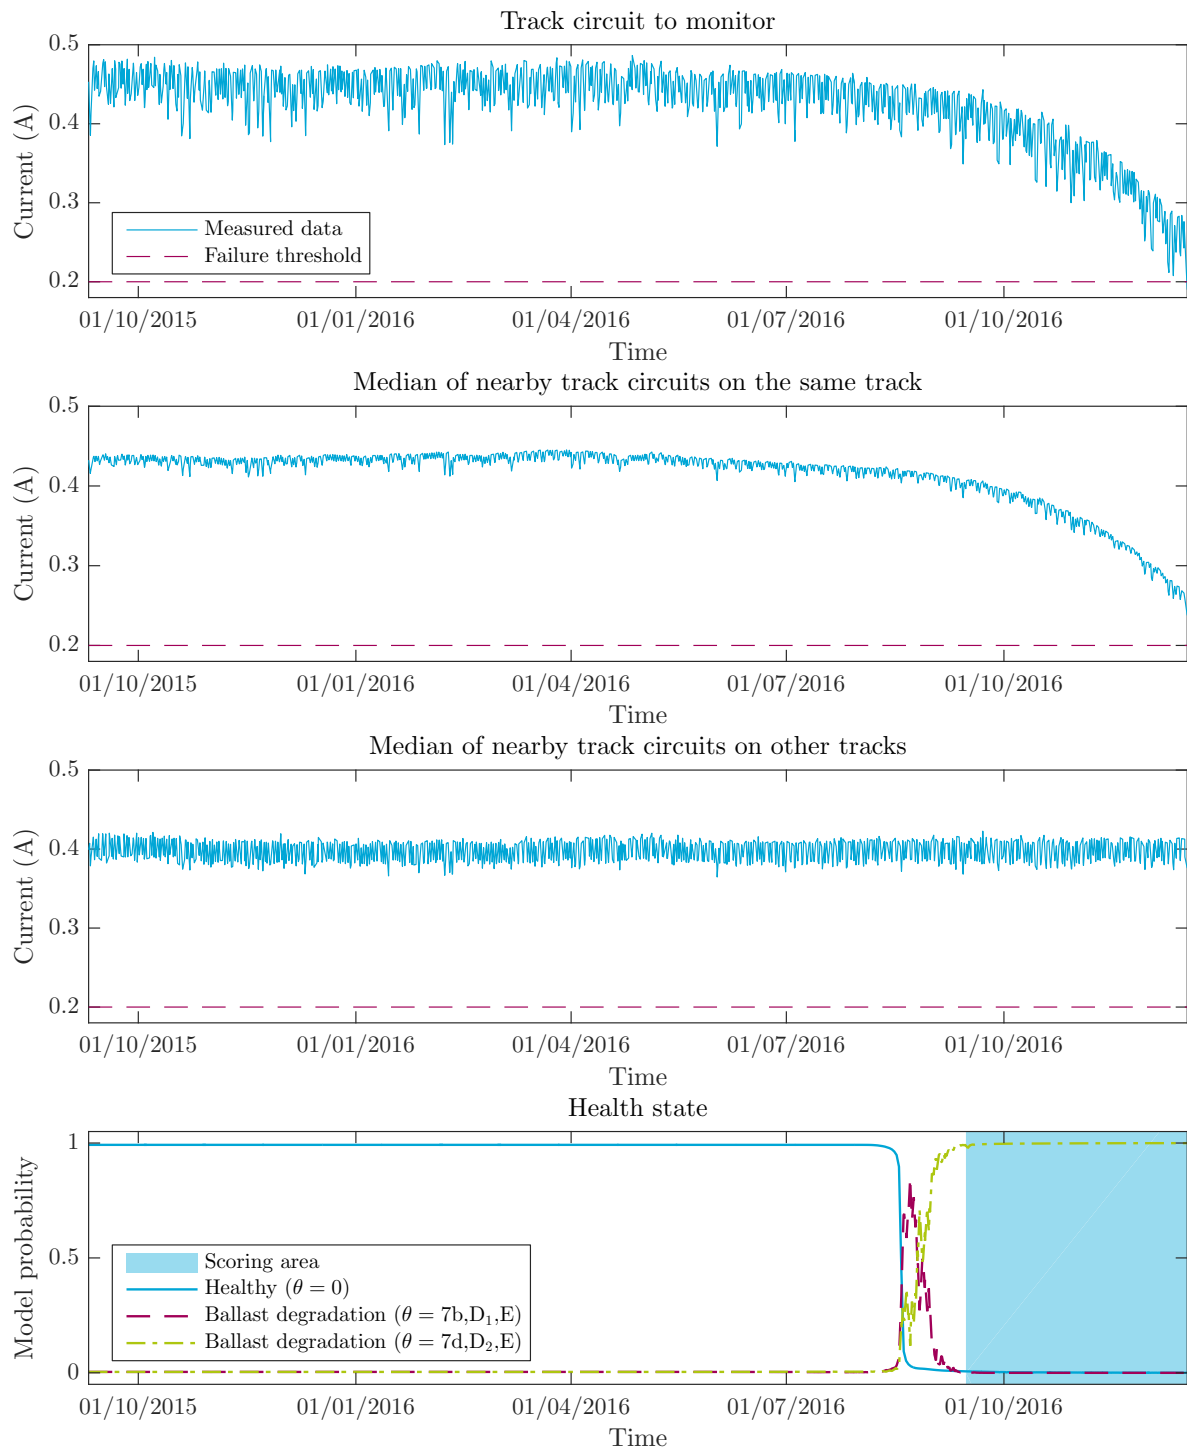 Track circuit to monitor
0.5
0.4
0.3
0.2
Current (A)
Measured data
Failure threshold
01/10/2015 01/01/2016 01/04/2016 01/07/2016 01/10/2016
Time
Median of nearby track circuits on the same track
0.5
0.4
0.3
0.2
Current (A)
01/10/2015 01/01/2016 01/04/2016 01/07/2016 01/10/2016
Time
Median of nearby track circuits on other tracks
0.5
0.4
0.3
0.2
Current (A)
01/10/2015 01/01/2016 01/04/2016 01/07/2016 01/10/2016
Time
Health state
1
0.5
0
Model probability
Scoring area
Healthy (θ = 0)
Ballast degradation (θ = 7b,D₁,E)
Ballast degradation (θ = 7d,D₂,E)
01/10/2015 01/01/2016 01/04/2016 01/07/2016 01/10/2016
Time